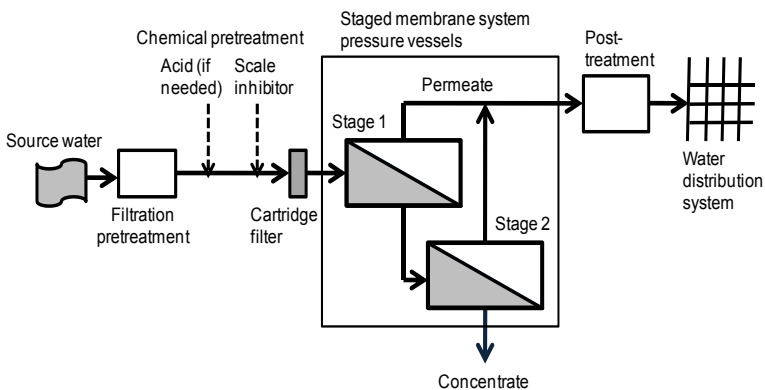 Staged membrane system
pressure vessels
Post-
treatment
Chemical pretreatment
Acid (if
needed)
Scale
inhibitor
Permeate
Stage 1
Source water
Filtration
pretreatment
Cartridge
filter
Water
distribution
system
Stage 2
Concentrate